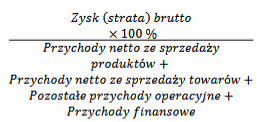 Zysk (strata) brutto
× 100 %
Przychody netto ze sprzedaży
produktów +
Przychody netto ze sprzedaży towarów +
Pozostałe przychody operacyjne +
Przychody finansowe